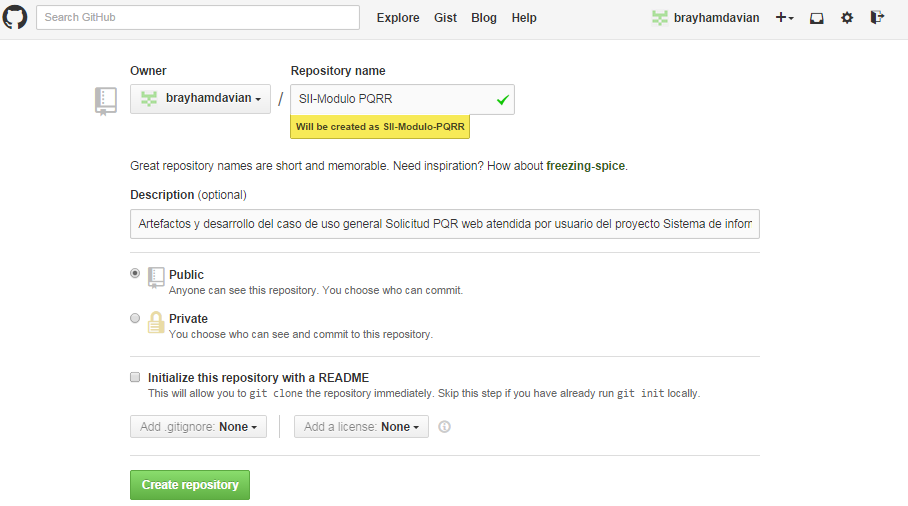 Search GitHub Explore Gist Blog Help brayhamdavian
Owner Repository name
brayhamdavian / SII-Modulo PQRR
Will be created as SII-Modulo-PQRR
Great repository names are short and memorable. Need inspiration? How about freezing-spice.
Description (optional)
Artefactos y desarrollo del caso de uso general Solicitud PQR web atendida por usuario del proyecto Sistema de
Public
Anyone can see this repository. You choose who can commit.
Private
You choose who can see and commit to this repository.
Initialize this repository with a README
This will allow you to git clone the repository immediately. Skip this step if you have already run git init locally.
Add .gitignore: None Add a license: None
Create repository